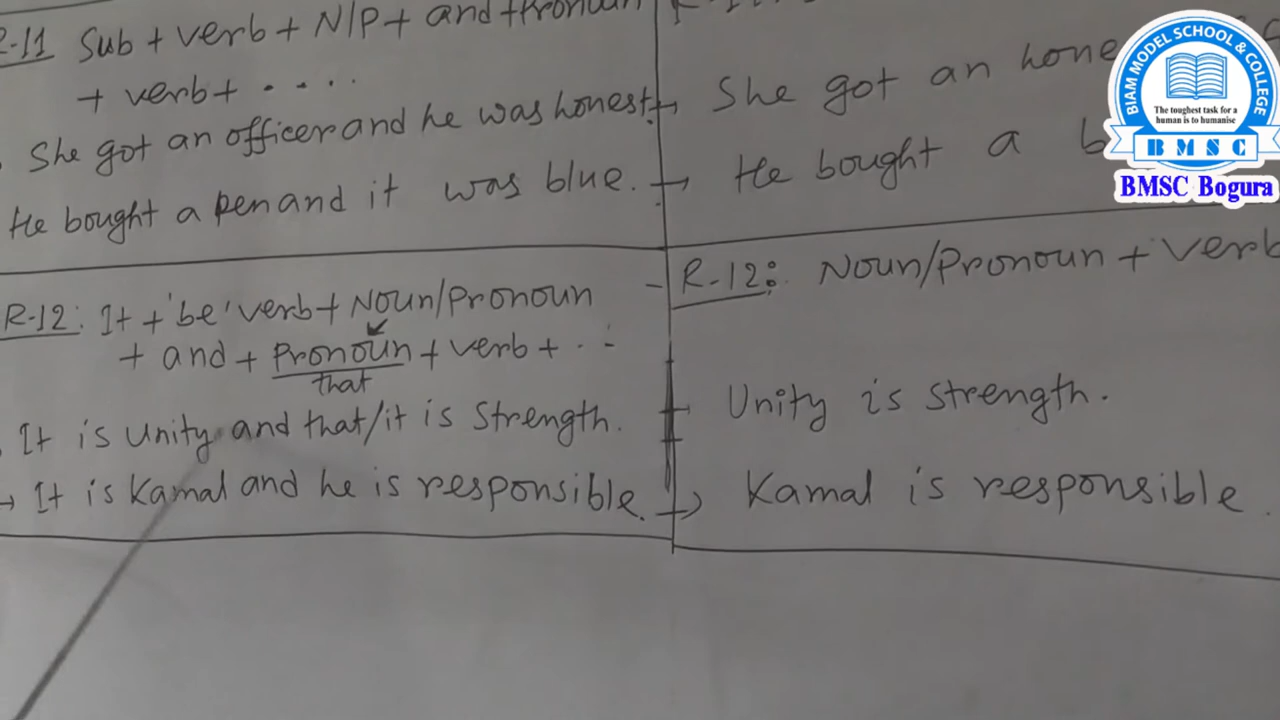 R-11 Sub + verb + N/P + and + Pronoun
+ verb + ....
She got an officer and he was honest.
He bought a pen and it was blue.
→ She got an hone
→ He bought a b
R-12: It + 'be' verb + Noun/Pronoun
+ and + Pronoun + verb + ...
that
It is Unity and that/it is Strength.
→ It is Kamal and he is responsible.
R-12: Noun/Pronoun + verb
→ Unity is strength.
→ Kamal is responsible.
BIAM MODEL SCHOOL & COLLEGE
The toughest task for a
human is to humanise
BMSC
BMSC Bogura